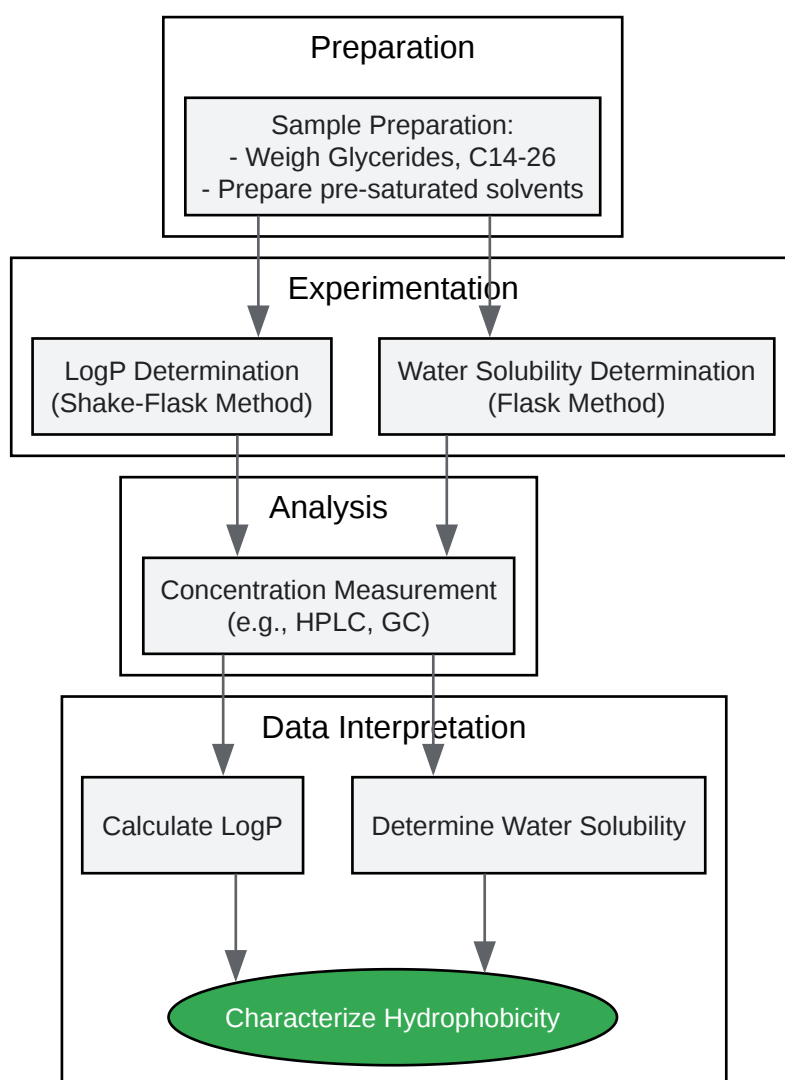 Preparation
Sample Preparation:
- Weigh Glycerides, C14-26
- Prepare pre-saturated solvents
Experimentation
LogP Determination
(Shake-Flask Method)
Water Solubility Determination
(Flask Method)
Analysis
Concentration Measurement
(e.g., HPLC, GC)
Data Interpretation
Calculate LogP
Determine Water Solubility
Characterize Hydrophobicity